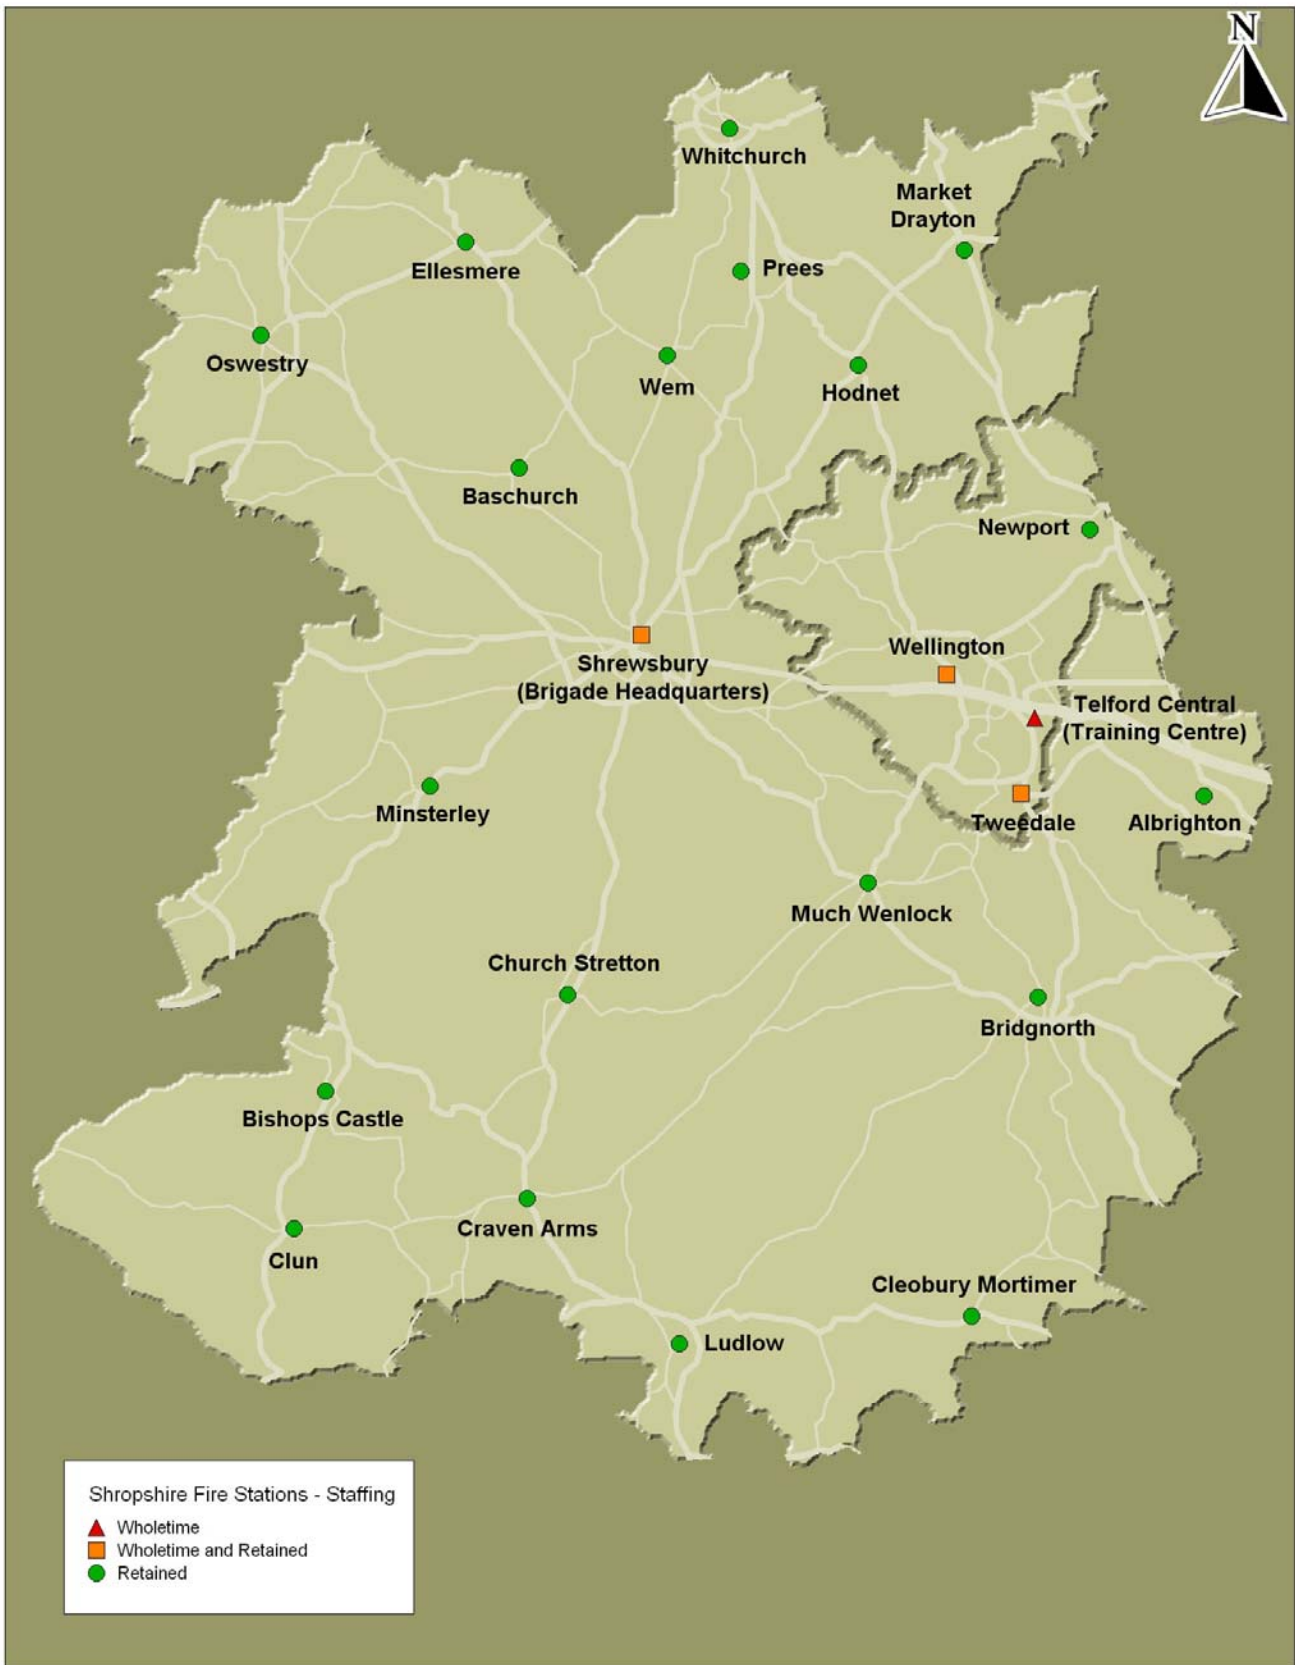 N
Whitchurch
Market
Drayton
Ellesmere
Prees
Oswestry
Wem
Hodnet
Baschurch
Newport
Wellington
Shrewsbury
(Brigade Headquarters)
Telford Central
(Training Centre)
Minsterley
Tweedale
Albrighton
Much Wenlock
Church Stretton
Bridgnorth
Bishops Castle
Craven Arms
Clun
Cleobury Mortimer
Ludlow
Shropshire Fire Stations - Staffing
Wholetime
Wholetime and Retained
Retained